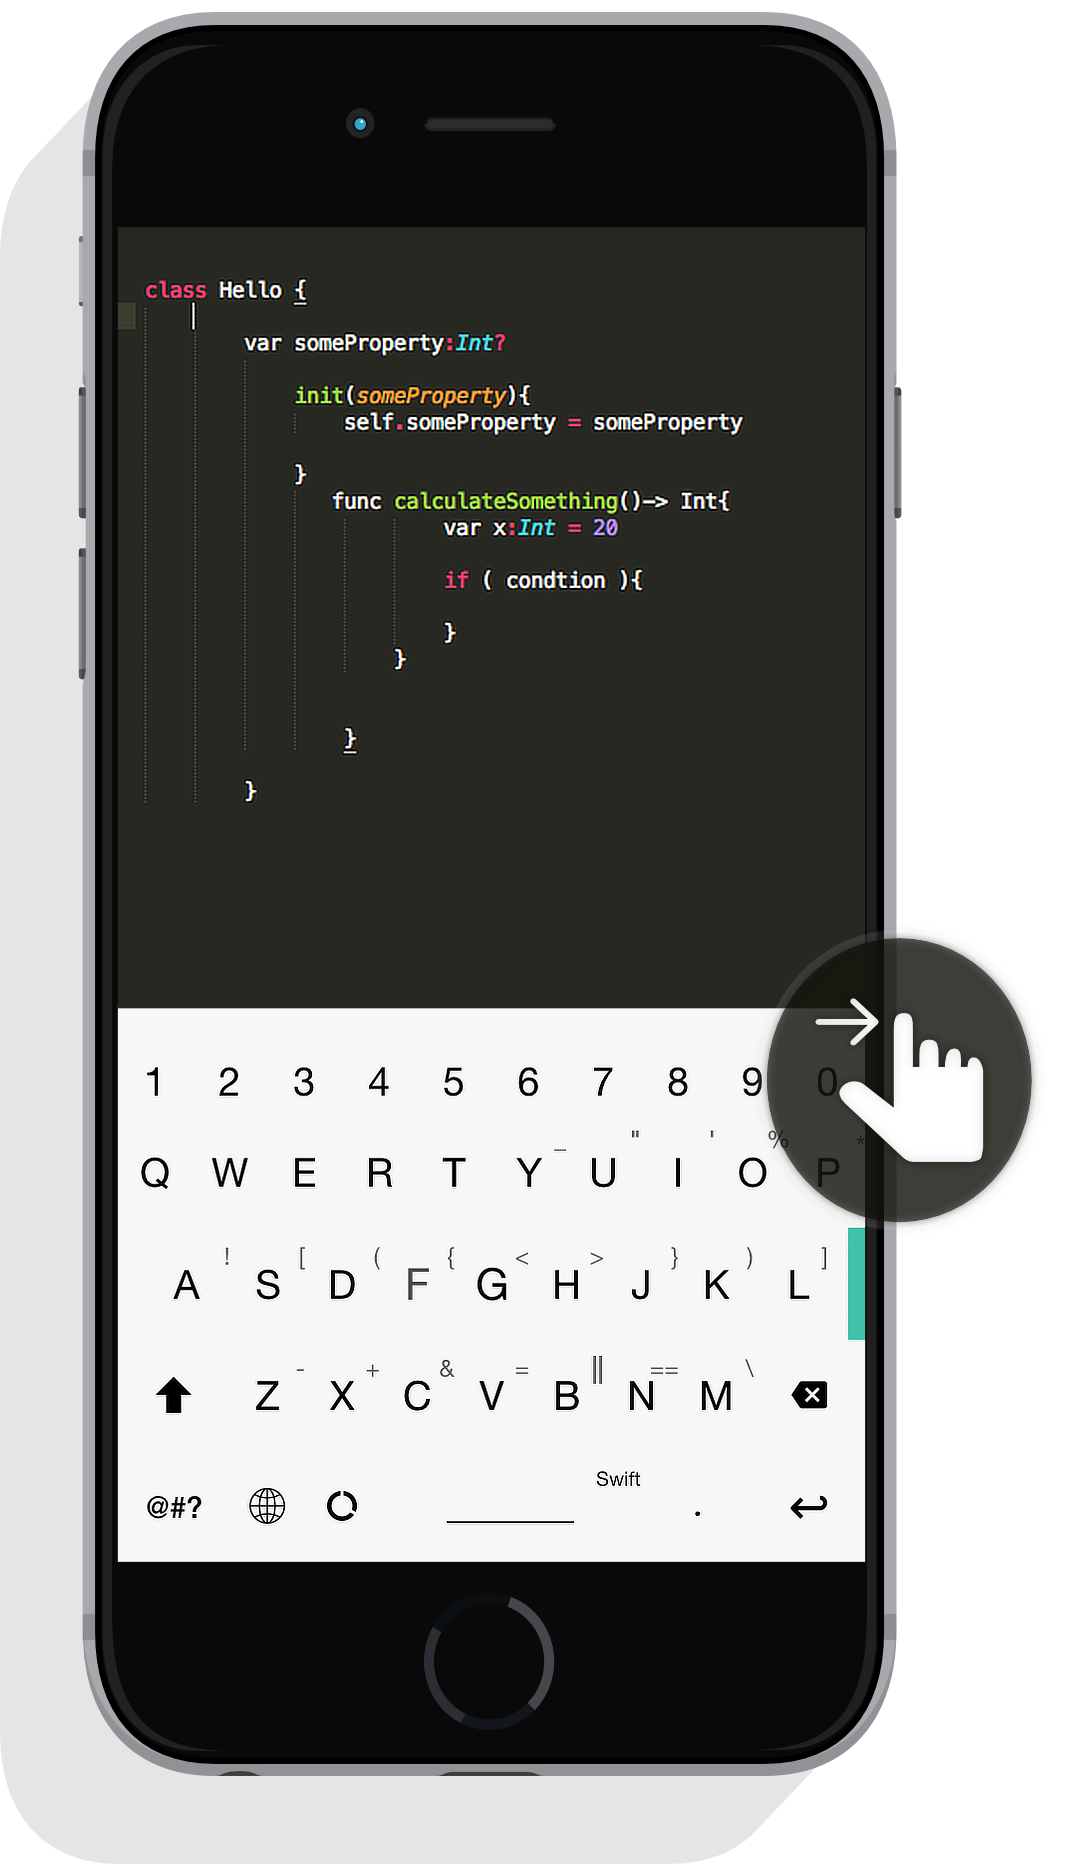 class Hello {
var someProperty:Int?
init(someProperty){
self.someProperty = someProperty
}
func calculateSomething()–> Int{
var x:Int = 20
if ( condtion ){
}
}
}
}
1 2 3 4 5 6 7 8 9 0
_ " ' % *
Q W E R T Y U I O P
! [ ( { < > } ) ]
A S D F G H J K L
- + & = || == \
Z X C V B N M
Swift
@#? .